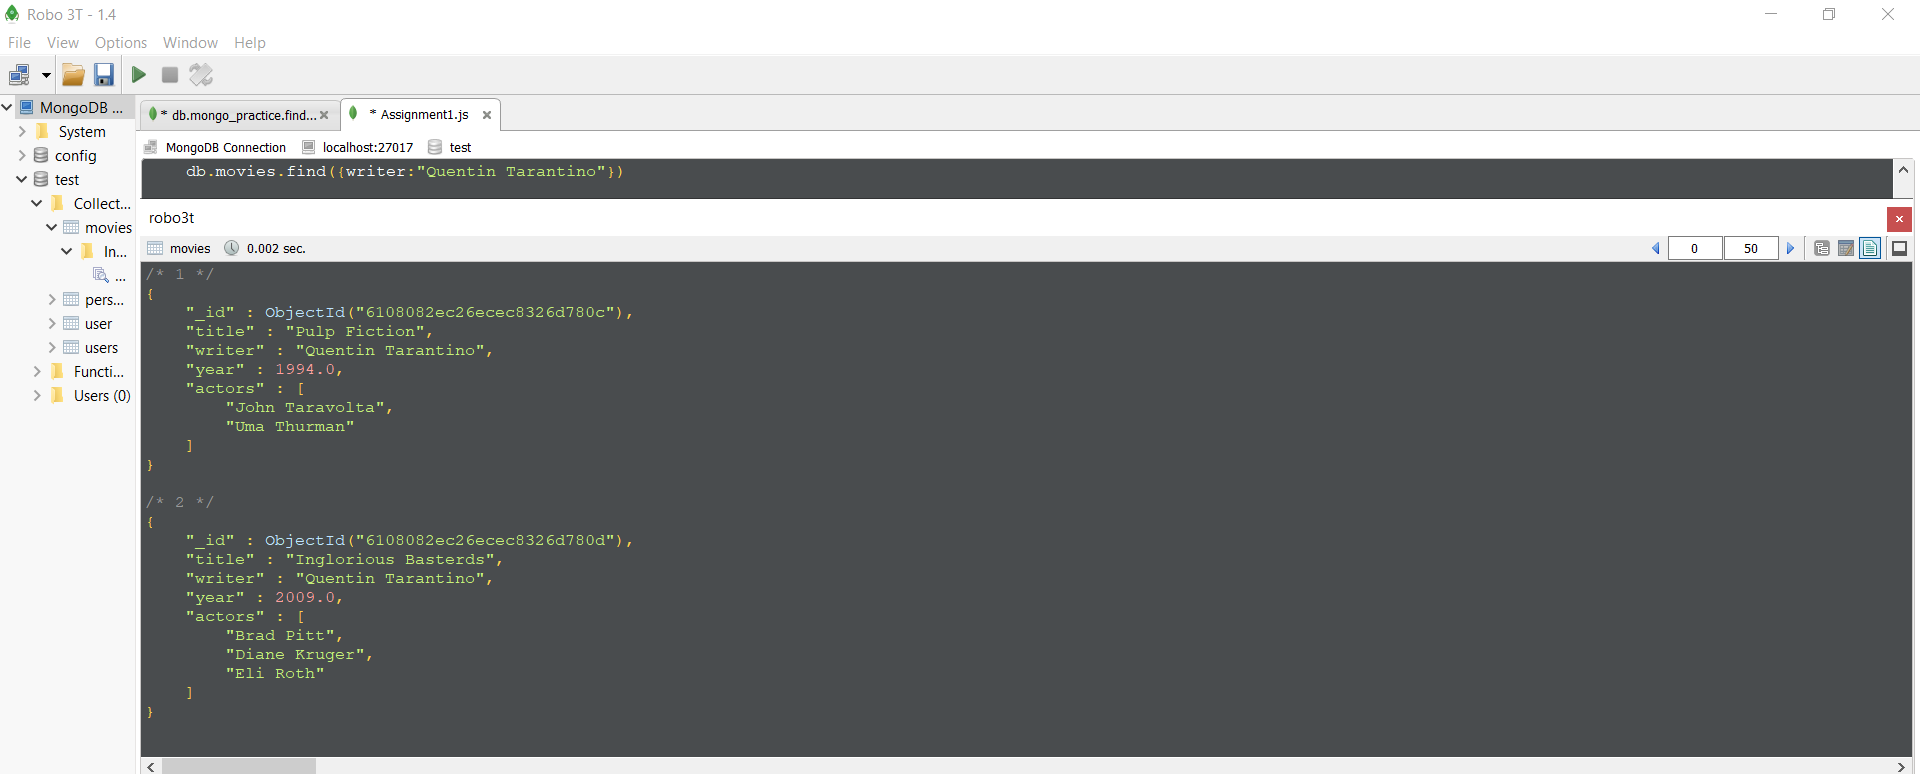 Robo 3T - 1.4
File View Options Window Help
MongoDB ...
System
config
test
Collect...
movies
In...
...
pers...
user
users
Functi...
Users (0)
* db.mongo_practice.find... * Assignment1.js
MongoDB Connection localhost:27017 test
db.movies.find({writer:"Quentin Tarantino"})
robo3t
movies 0.002 sec. 0 50
/* 1 */
{
"_id" : ObjectId("6108082ec26ecec8326d780c"),
"title" : "Pulp Fiction",
"writer" : "Quentin Tarantino",
"year" : 1994.0,
"actors" : [
"John Taravolta",
"Uma Thurman"
]
}
/* 2 */
{
"_id" : ObjectId("6108082ec26ecec8326d780d"),
"title" : "Inglorious Basterds",
"writer" : "Quentin Tarantino",
"year" : 2009.0,
"actors" : [
"Brad Pitt",
"Diane Kruger",
"Eli Roth"
]
}